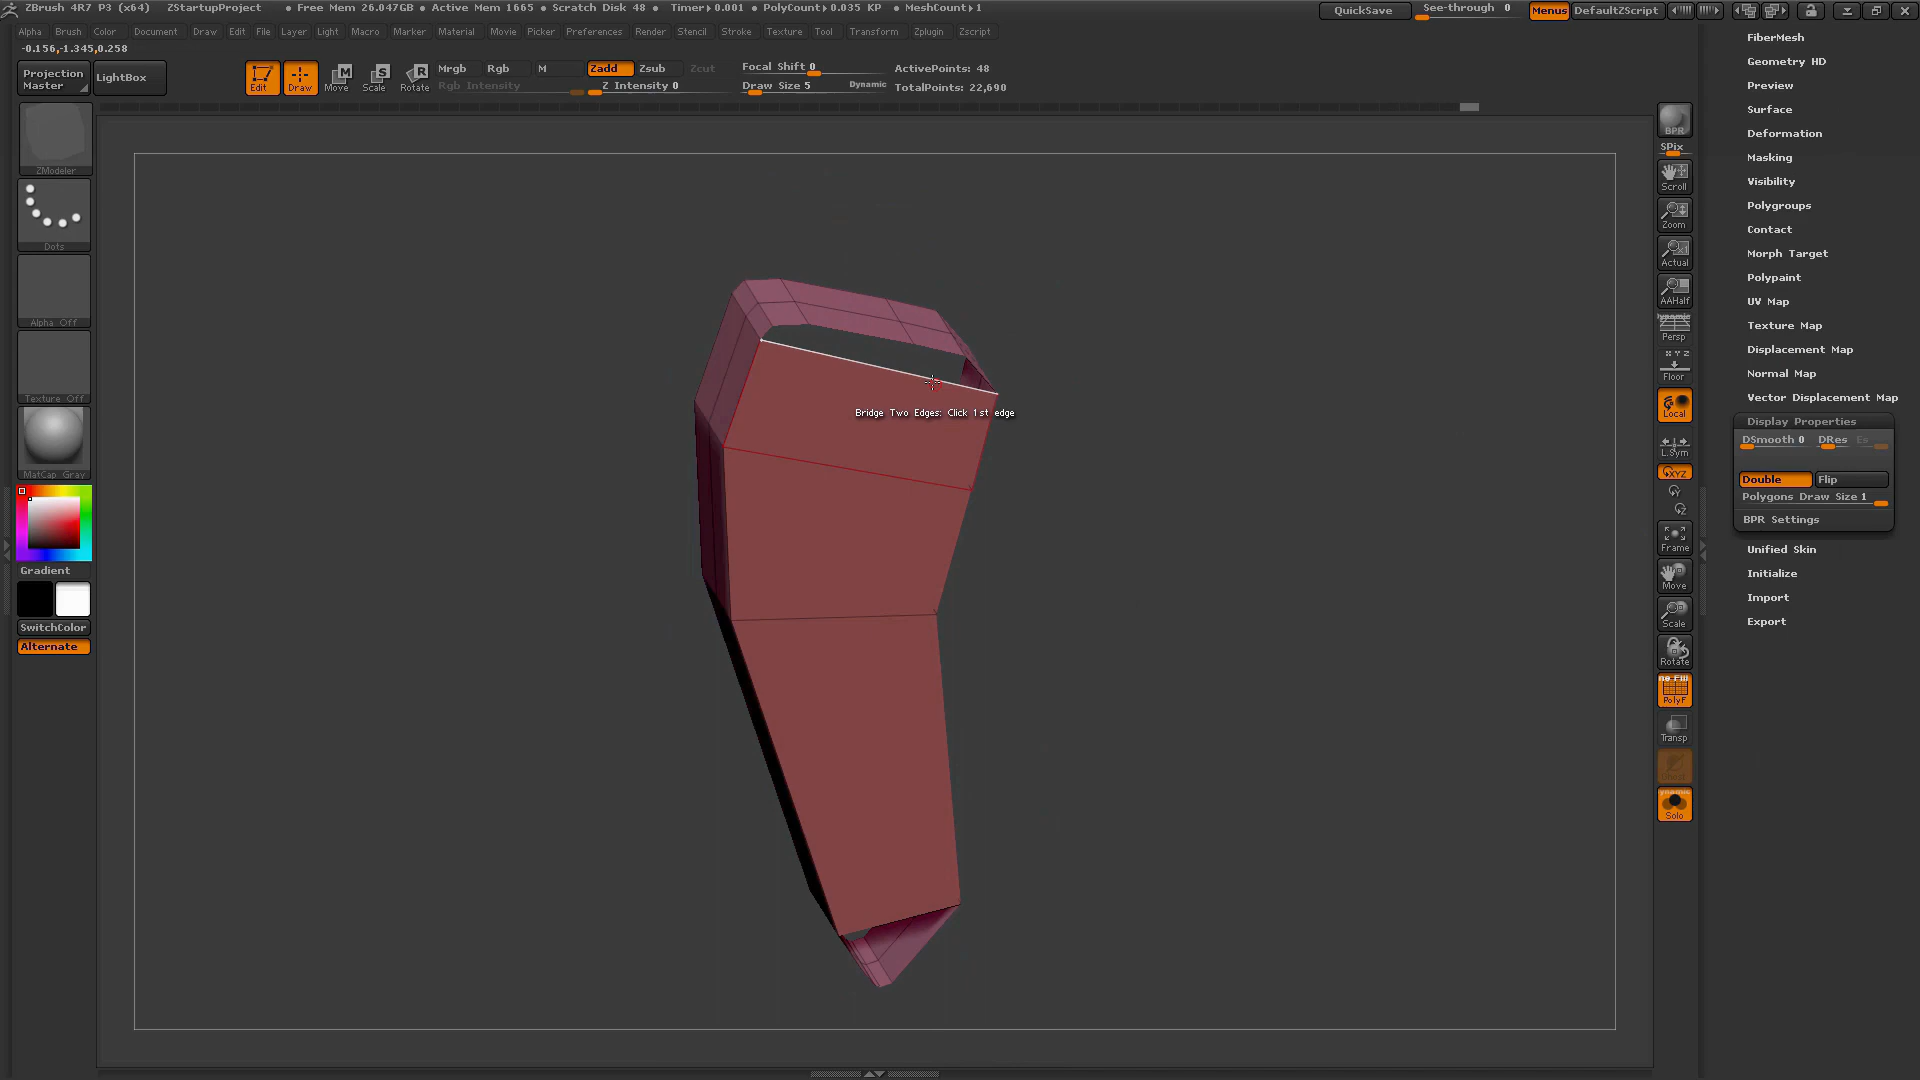 ZBrush 4R7 P3 (x64) ZStartupProject • Free Mem 26.047GB • Active Mem 1665 • Scratch Disk 48 • Timer▸0.001 • PolyCount▸0.035 KP • MeshCount▸1 QuickSave See-through 0 Menus DefaultZScript
Alpha Brush Color Document Draw Edit File Layer Light Macro Marker Material Movie Picker Preferences Render Stencil Stroke Texture Tool Transform Zplugin Zscript
-0.156,-1.345,0.258
Projection Master
LightBox
Edit
Draw
Move
Scale
Rotate
Mrgb Rgb M
Rgb Intensity
Zadd Zsub Zcut
Z Intensity 0
Focal Shift 0
Draw Size 5
Dynamic
ActivePoints: 48
TotalPoints: 22,690
ZModeler
Dots
Alpha Off
Texture Off
MatCap Gray
Gradient
SwitchColor
Alternate
Bridge Two Edges: Click 1st edge
BPR
SPix
Scroll
Zoom
Actual
AAHalf
Dynamic
Persp
X Y Z
Floor
Local
L.Sym
XYZ
Frame
Move
Scale
Rotate
ne Fill
PolyF
Transp
Ghost
Solo
FiberMesh
Geometry HD
Preview
Surface
Deformation
Masking
Visibility
Polygroups
Contact
Morph Target
Polypaint
UV Map
Texture Map
Displacement Map
Normal Map
Vector Displacement Map
Display Properties
DSmooth 0 DRes Es
Double Flip
Polygons Draw Size 1
BPR Settings
Unified Skin
Initialize
Import
Export